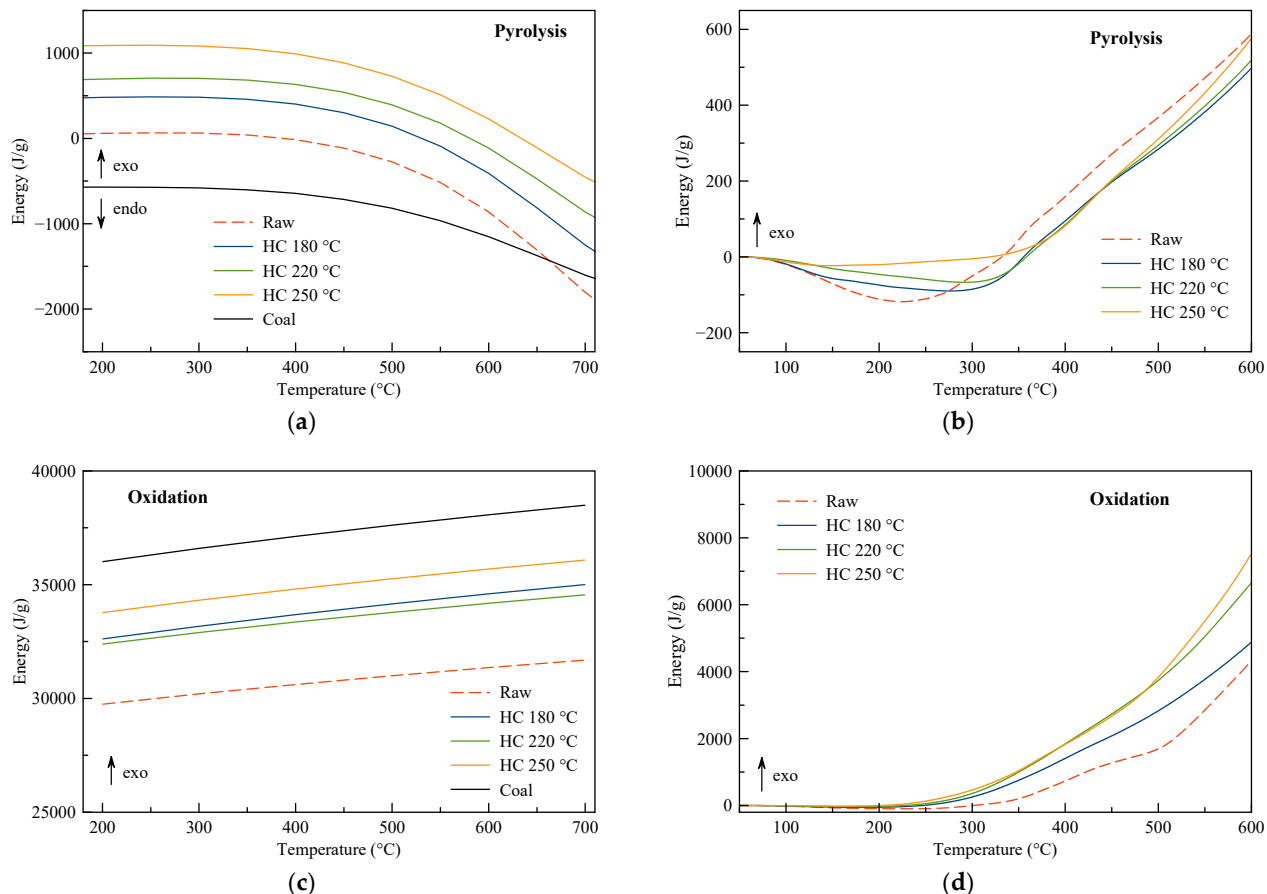 Pyrolysis
1000
0
−1000
−2000
Energy (J/g)
exo
endo
Raw
HC 180 °C
HC 220 °C
HC 250 °C
Coal
200 300 400 500 600 700
Temperature (°C)
(a)
Pyrolysis
600
400
200
0
−200
Energy (J/g)
exo
Raw
HC 180 °C
HC 220 °C
HC 250 °C
100 200 300 400 500 600
Temperature (°C)
(b)
Oxidation
40000
35000
30000
25000
Energy (J/g)
exo
Raw
HC 180 °C
HC 220 °C
HC 250 °C
Coal
200 300 400 500 600 700
Temperature (°C)
(c)
Oxidation
10000
8000
6000
4000
2000
0
Energy (J/g)
Raw
HC 180 °C
HC 220 °C
HC 250 °C
exo
100 200 300 400 500 600
Temperature (°C)
(d)